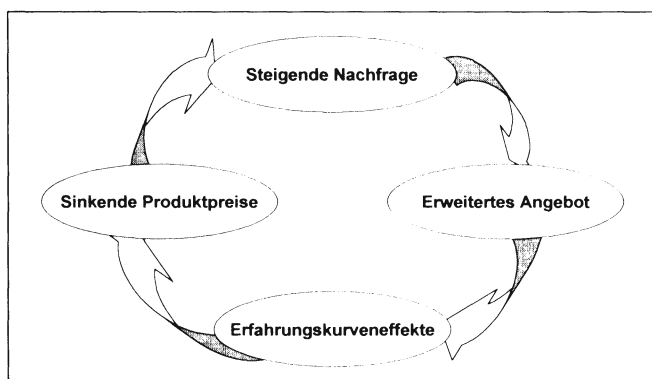 Steigende Nachfrage
Sinkende Produktpreise
Erweitertes Angebot
Erfahrungskurveneffekte